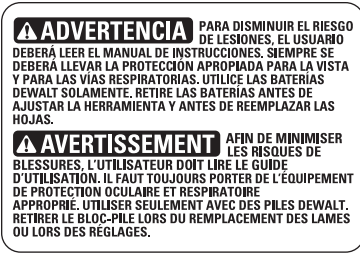 ADVERTENCIA PARA DISMINUIR EL RIESGO
DE LESIONES, EL USUARIO
DEBERÁ LEER EL MANUAL DE INSTRUCCIONES. SIEMPRE SE
DEBERÁ LLEVAR LA PROTECCIÓN APROPIADA PARA LA VISTA
Y PARA LAS VÍAS RESPIRATORIAS. UTILICE LAS BATERÍAS
DEWALT SOLAMENTE. RETIRE LAS BATERÍAS ANTES DE
AJUSTAR LA HERRAMIENTA Y ANTES DE REEMPLAZAR LAS
HOJAS.
AVERTISSEMENT AFIN DE MINIMISER
LES RISQUES DE
BLESSURES, L'UTILISATEUR DOIT LIRE LE GUIDE
D'UTILISATION. IL FAUT TOUJOURS PORTER DE L'ÉQUIPEMENT
DE PROTECTION OCULAIRE ET RESPIRATOIRE
APPROPRIÉ. UTILISER SEULEMENT AVEC DES PILES DEWALT.
RETIRER LE BLOC-PILE LORS DU REMPLACEMENT DES LAMES
OU LORS DES RÉGLAGES.